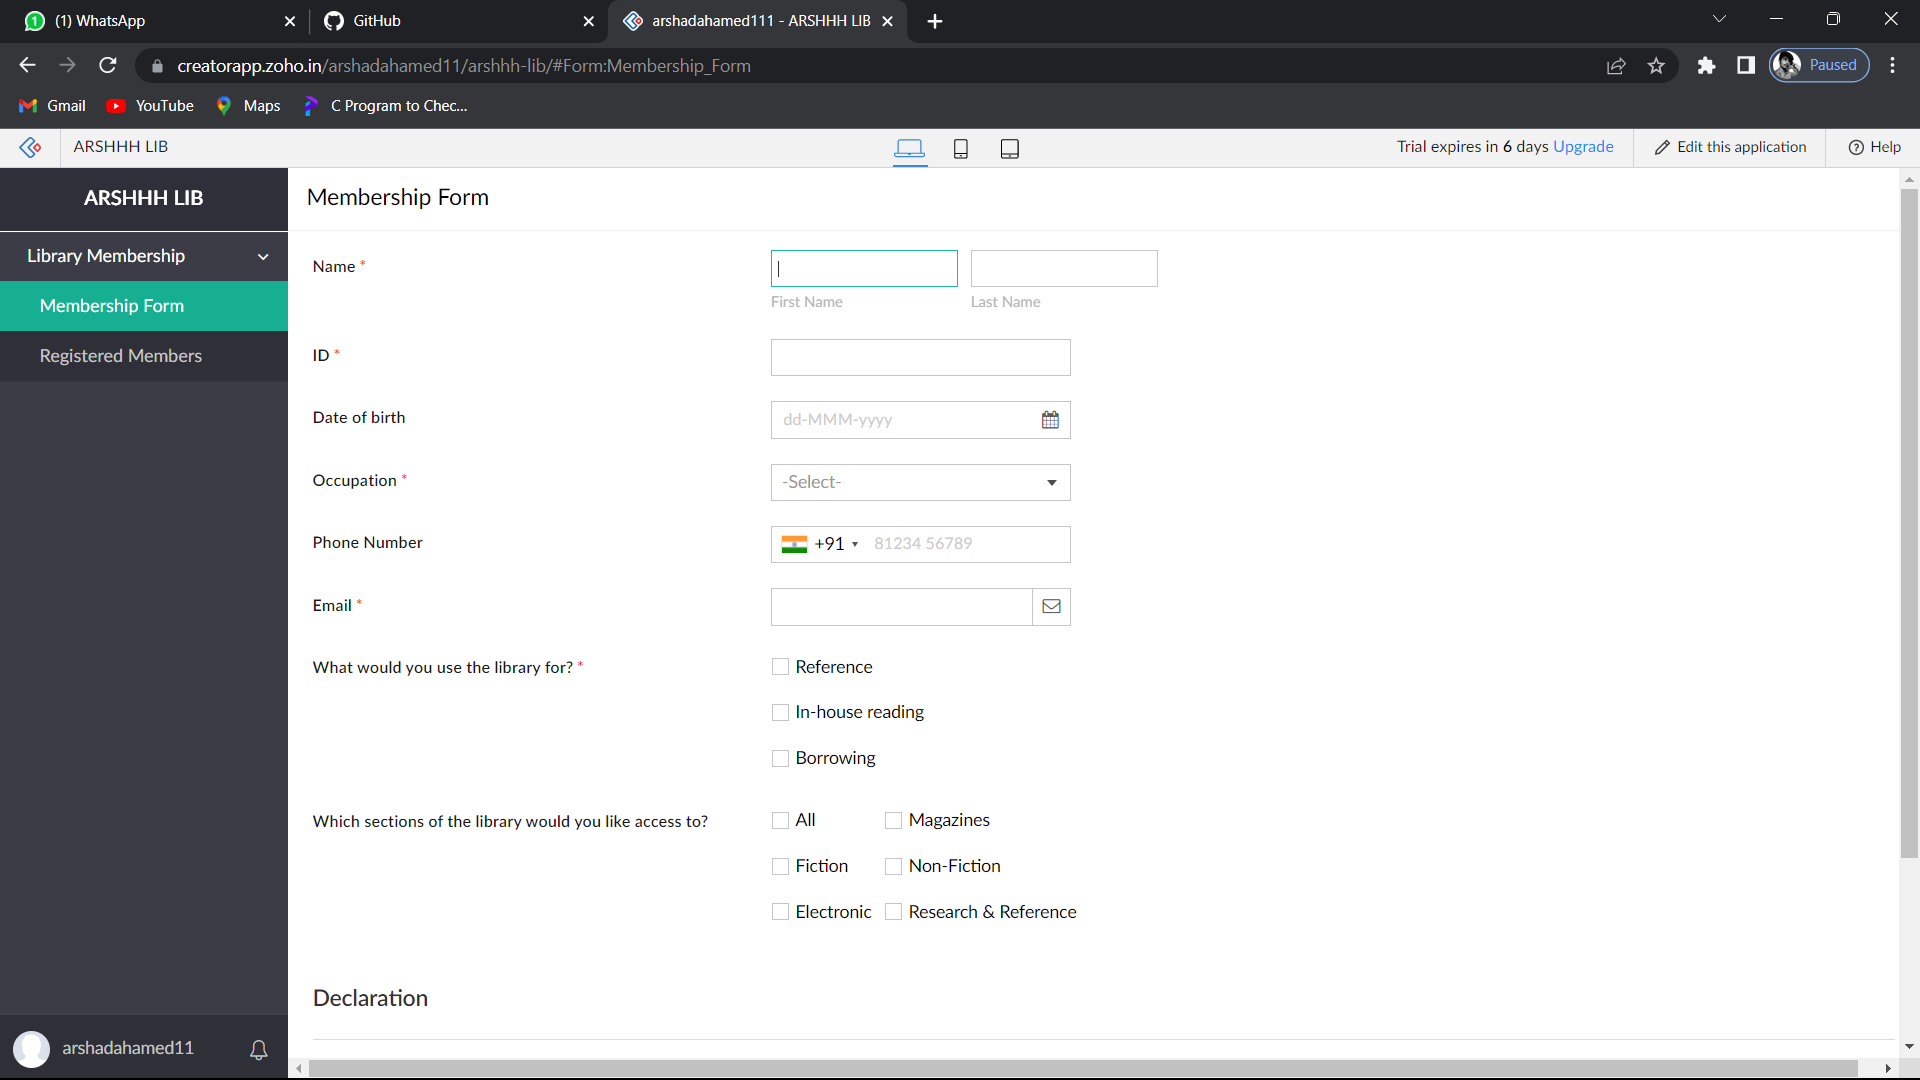 (1) WhatsApp
GitHub
arshadahamed111 - ARSHHH LIB
creatorapp.zoho.in/arshadahamed11/arshhh-lib/#Form:Membership_Form
Paused
Gmail
YouTube
Maps
C Program to Chec...
ARSHHH LIB
Trial expires in 6 days Upgrade
Edit this application
Help
ARSHHH LIB
Library Membership
Membership Form
Registered Members
arshadahamed11
Membership Form
Name *
First Name
Last Name
ID *
Date of birth
dd-MMM-yyyy
Occupation *
-Select-
Phone Number
+91
81234 56789
Email *
What would you use the library for? *
Reference
In-house reading
Borrowing
Which sections of the library would you like access to?
All
Magazines
Fiction
Non-Fiction
Electronic
Research & Reference
Declaration